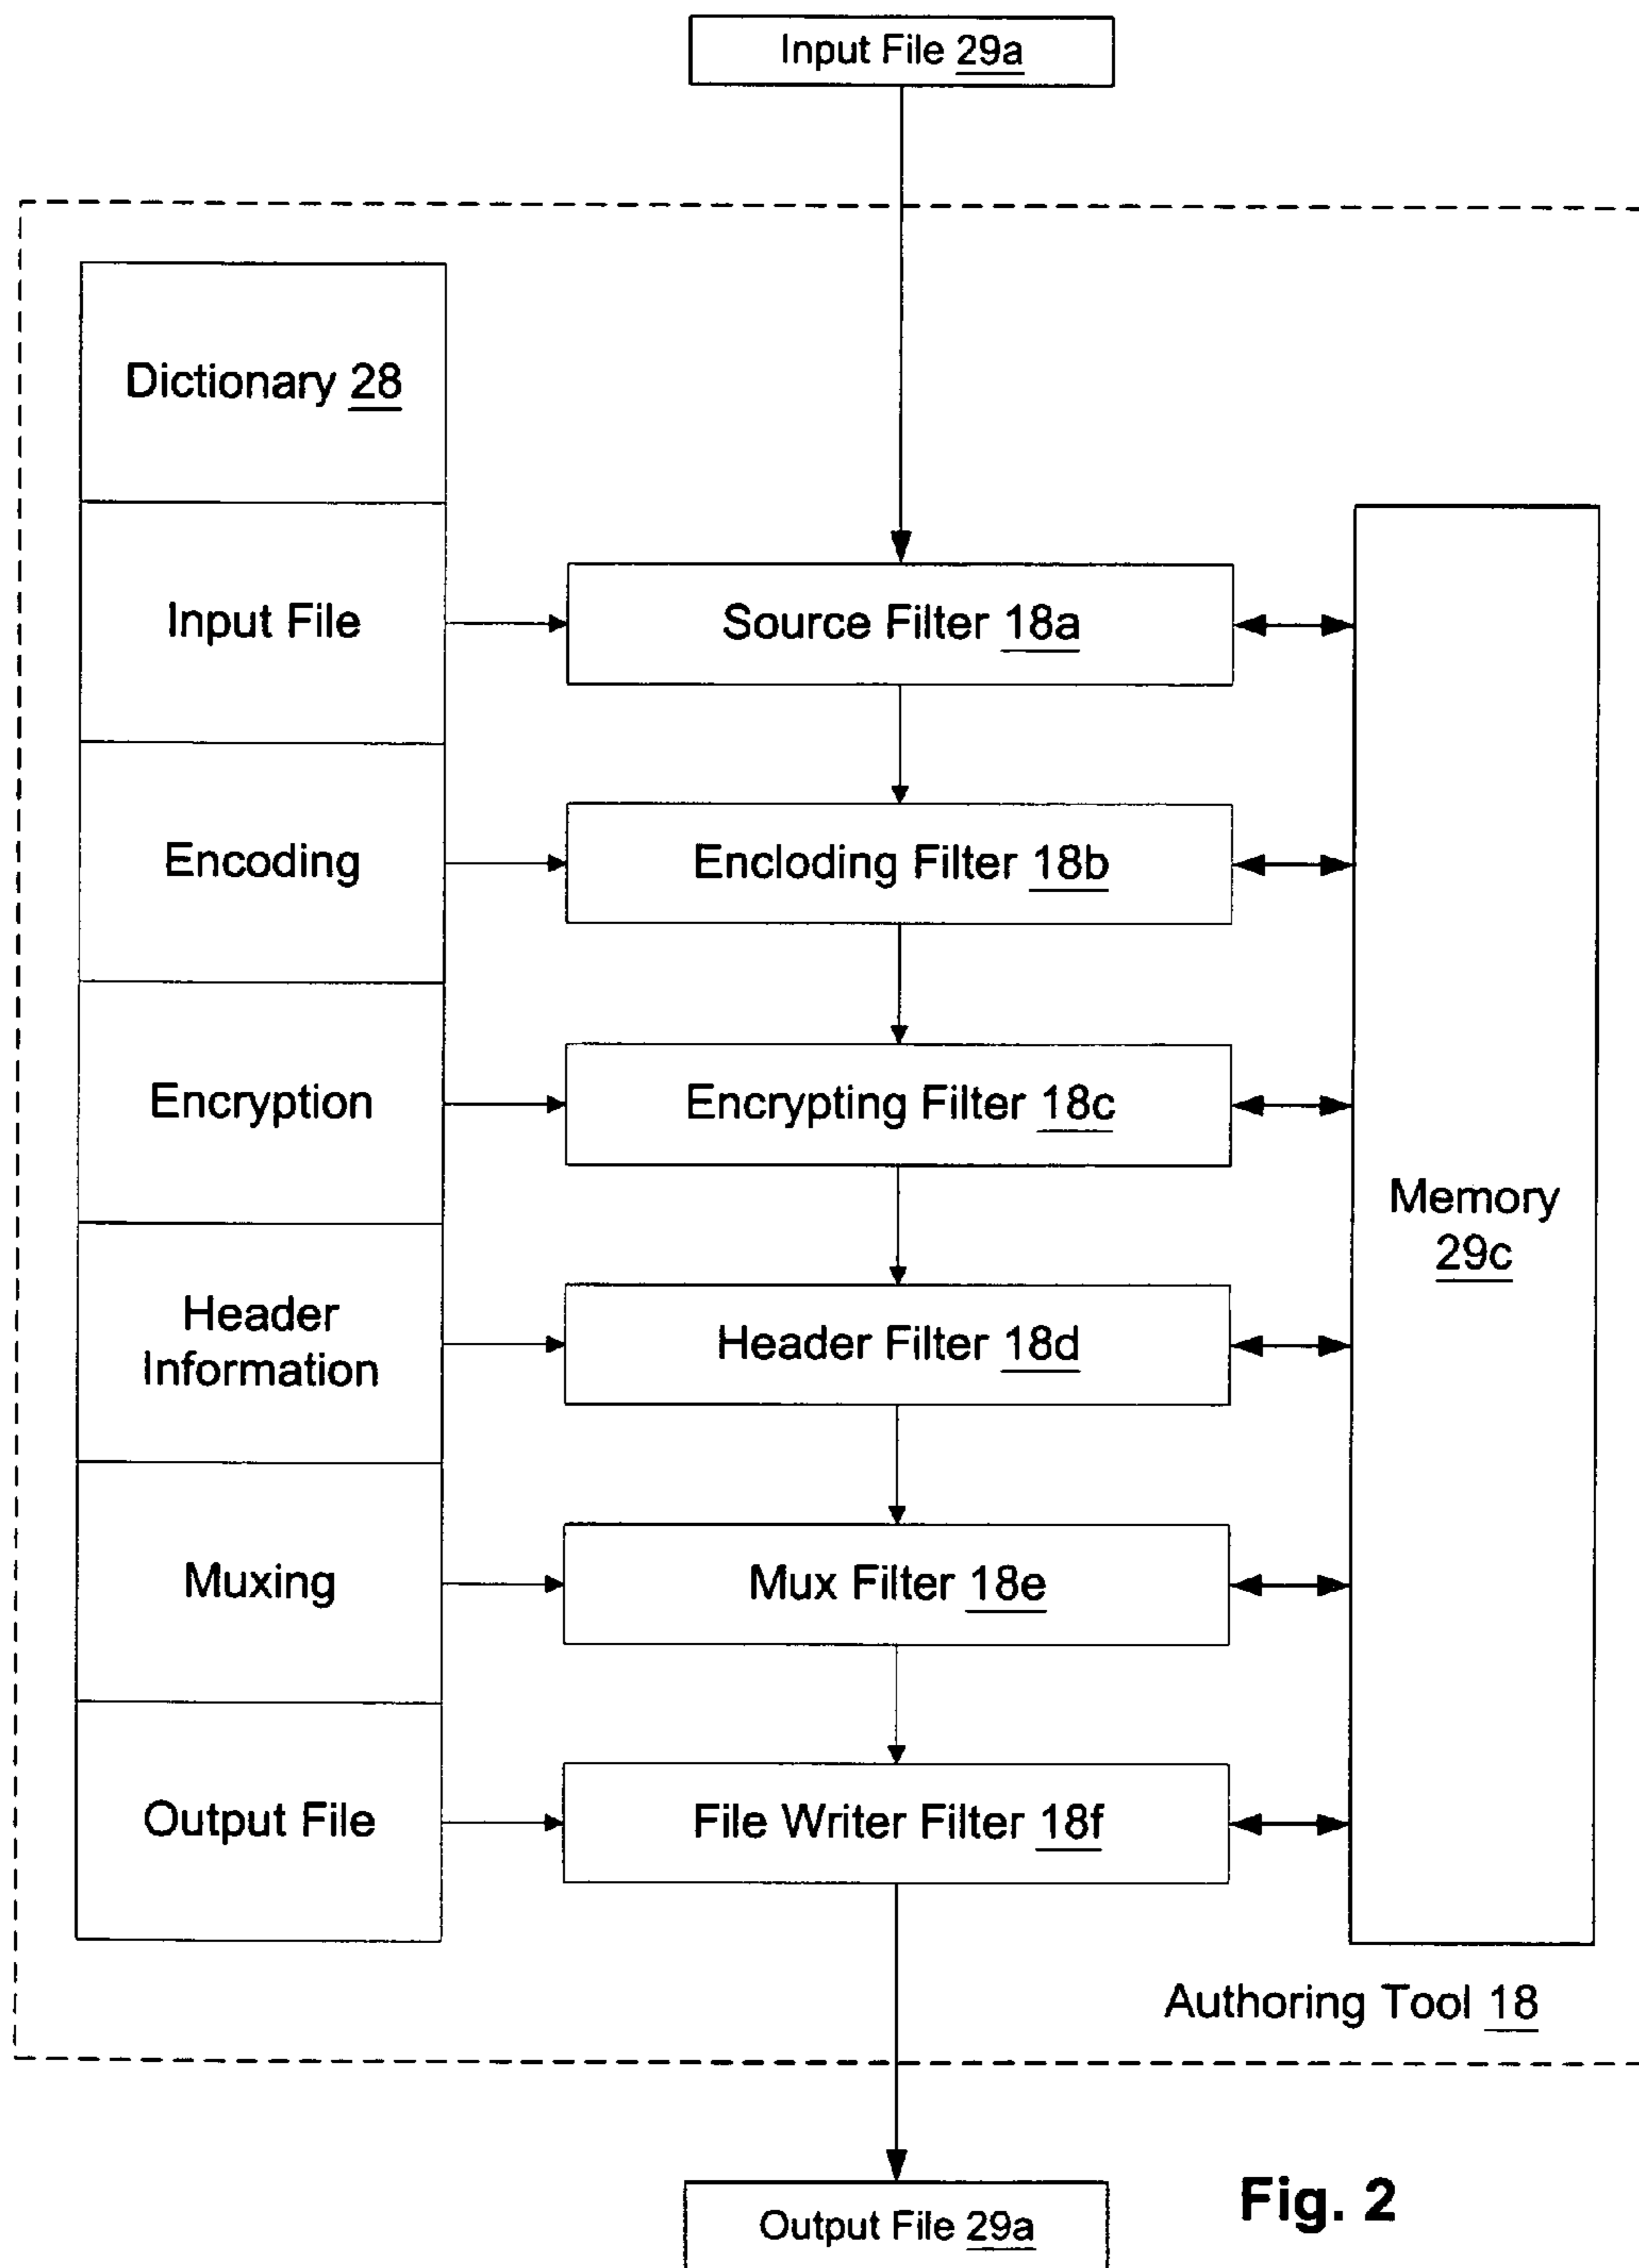 Input File 29a
Dictionary 28
Input File
Source Filter 18a
Encoding
Encloding Filter 18b
Encryption
Encrypting Filter 18c
Memory
29c
Header
Information
Header Filter 18d
Muxing
Mux Filter 18e
Output File
File Writer Filter 18f
Authoring Tool 18
Output File 29a
Fig. 2